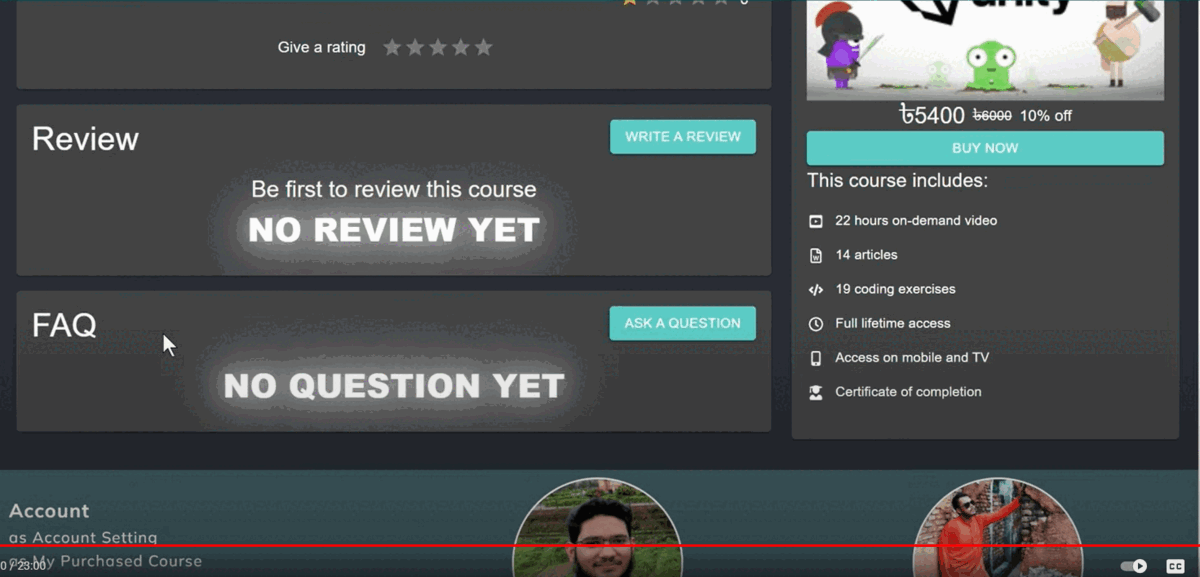 Give a rating
Review
WRITE A REVIEW
Be first to review this course
NO REVIEW YET
FAQ
ASK A QUESTION
NO QUESTION YET
unity
৳5400 ৳6000 10% off
BUY NOW
This course includes:
22 hours on-demand video
14 articles
19 coding exercises
Full lifetime access
Access on mobile and TV
Certificate of completion
Account
as Account Setting
as My Purchased Course
0 / 23:00
CC